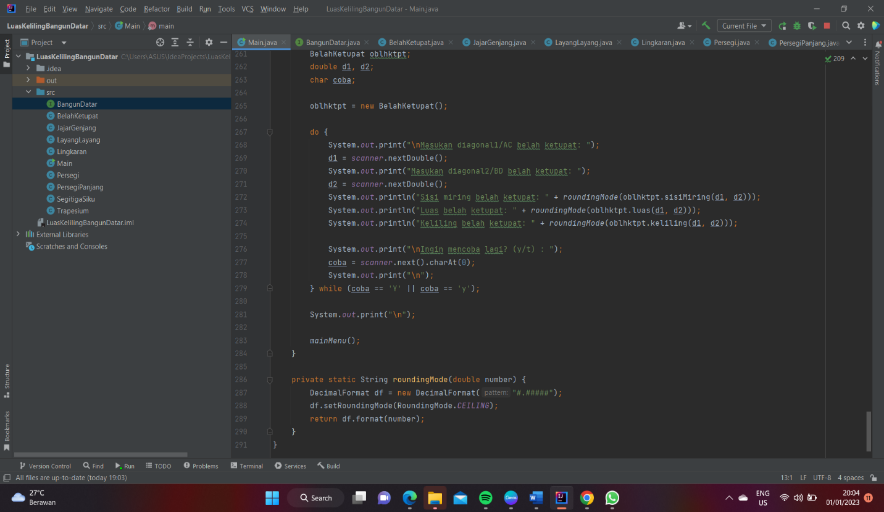 File Edit View Navigate Code Refactor Build Run Tools VCS Window Help LuasKelilingBangunDatar - Main.java
LuasKelilingBangunDatar src Main main Current File
Project
Main.java BangunDatar.java BelahKetupat.java JajarGenjang.java LayangLayang.java Lingkaran.java Persegi.java PersegiPanjang.java
LuasKelilingBangunDatar C:\Users\ASUS\IdeaProjects\LuasKel
.idea
out
src
BangunDatar
BelahKetupat
JajarGenjang
LayangLayang
Lingkaran
Main
Persegi
PersegiPanjang
SegitigaSiku
Trapesium
LuasKelilingBangunDatar.iml
External Libraries
Scratches and Consoles
Project
Structure
Bookmarks
209
Notifications
261 BelahKetupat oblhktpt;
262 double d1, d2;
263 char coba;
264
265 oblhktpt = new BelahKetupat();
266
267 do {
268 System.out.print("\nMasukan diagonal1/AC belah ketupat: ");
269 d1 = scanner.nextDouble();
270 System.out.print("Masukan diagonal2/BD belah ketupat: ");
271 d2 = scanner.nextDouble();
272 System.out.println("Sisi miring belah ketupat: " + roundingMode(oblhktpt.sisiMiring(d1, d2)));
273 System.out.println("Luas belah ketupat: " + roundingMode(oblhktpt.luas(d1, d2)));
274 System.out.println("Keliling belah ketupat: " + roundingMode(oblhktpt.keliling(d1, d2)));
275
276 System.out.print("\nIngin mencoba lagi? (y/t) : ");
277 coba = scanner.next().charAt(0);
278 System.out.print("\n");
279 } while (coba == 'Y' || coba == 'y');
280
281 System.out.print("\n");
282
283 mainMenu();
284 }
285
286 private static String roundingMode(double number) {
287 DecimalFormat df = new DecimalFormat( pattern: "#.#####");
288 df.setRoundingMode(RoundingMode.CEILING);
289 return df.format(number);
290 }
291 }
Version Control Find Run TODO Problems Terminal Services Build
All files are up-to-date (today 19:03) 13:1 LF UTF-8 4 spaces
27°C
Berawan
Search
ENG
US
20:04
01/01/2023